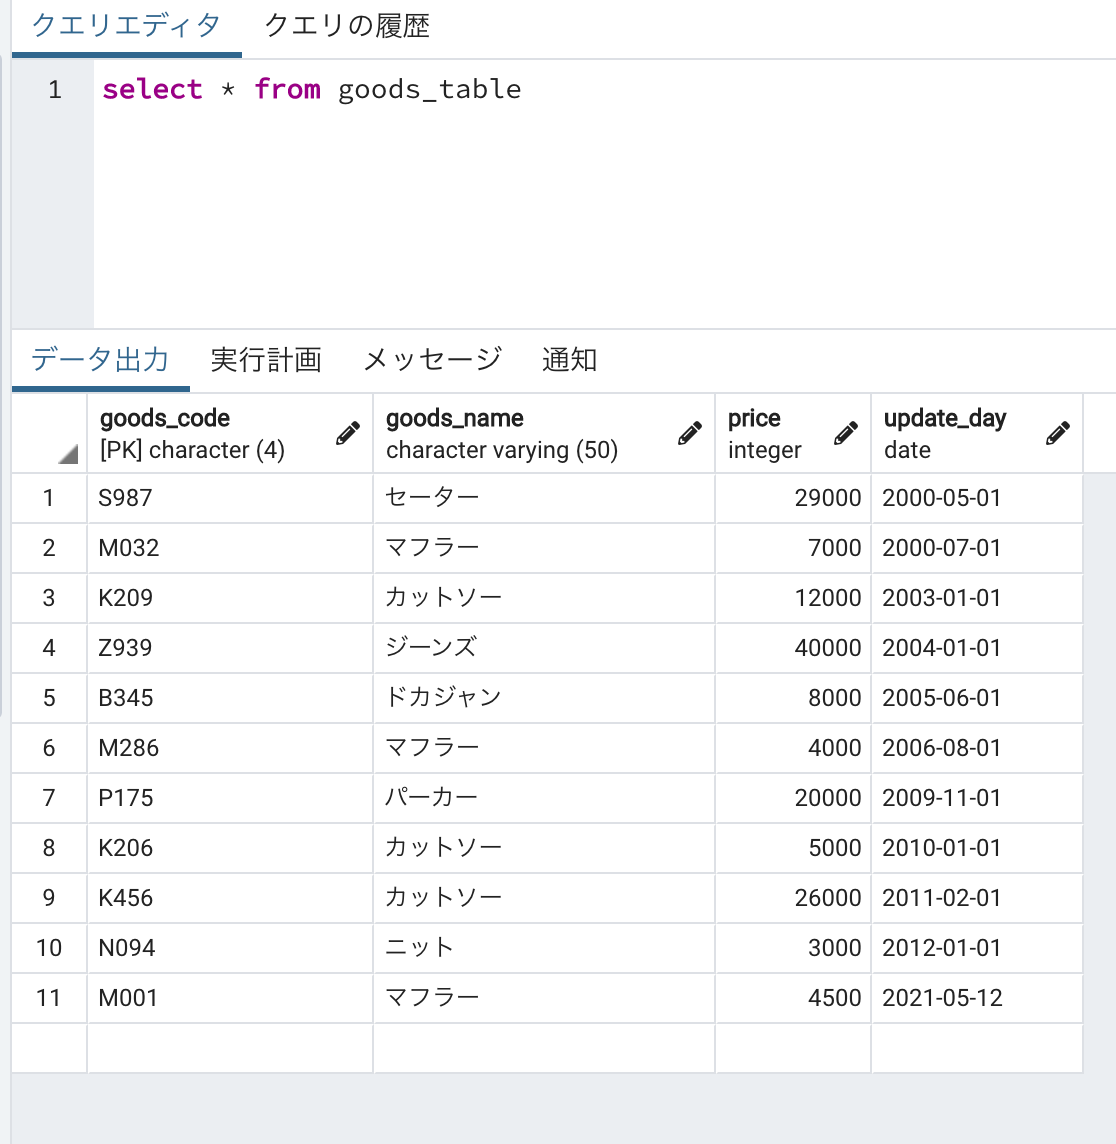 クエリエディタ クエリの履歴
1 select * from goods_table
データ出力 実行計画 メッセージ 通知
goods_code goods_name price update_day
[PK] character (4) character varying (50) integer date
1 S987 セーター 29000 2000-05-01
2 M032 マフラー 7000 2000-07-01
3 K209 カットソー 12000 2003-01-01
4 Z939 ジーンズ 40000 2004-01-01
5 B345 ドカジャン 8000 2005-06-01
6 M286 マフラー 4000 2006-08-01
7 P175 パーカー 20000 2009-11-01
8 K206 カットソー 5000 2010-01-01
9 K456 カットソー 26000 2011-02-01
10 N094 ニット 3000 2012-01-01
11 M001 マフラー 4500 2021-05-12